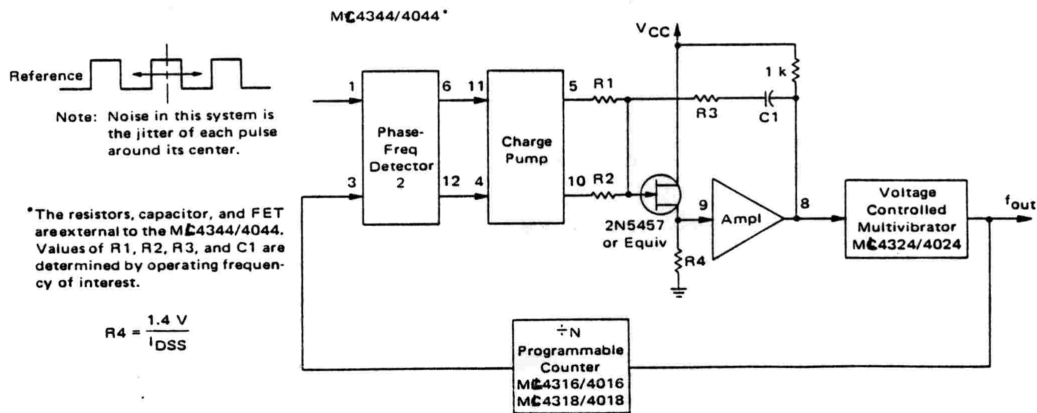 MC4344/4044*
Reference
Note: Noise in this system is
the jitter of each pulse
around its center.
*The resistors, capacitor, and FET
are external to the MC4344/4044.
Values of R1, R2, R3, and C1 are
determined by operating frequen-
cy of interest.
R4 = 1.4 V / IDSS
1
3
Phase-
Freq
Detector
2
6
12
11
4
Charge
Pump
5
10
R1
R2
R3
C1
VCC
1 k
2N5457
or Equiv
R4
9
Ampl
8
Voltage
Controlled
Multivibrator
MC4324/4024
fout
÷N
Programmable
Counter
MC4316/4016
MC4318/4018